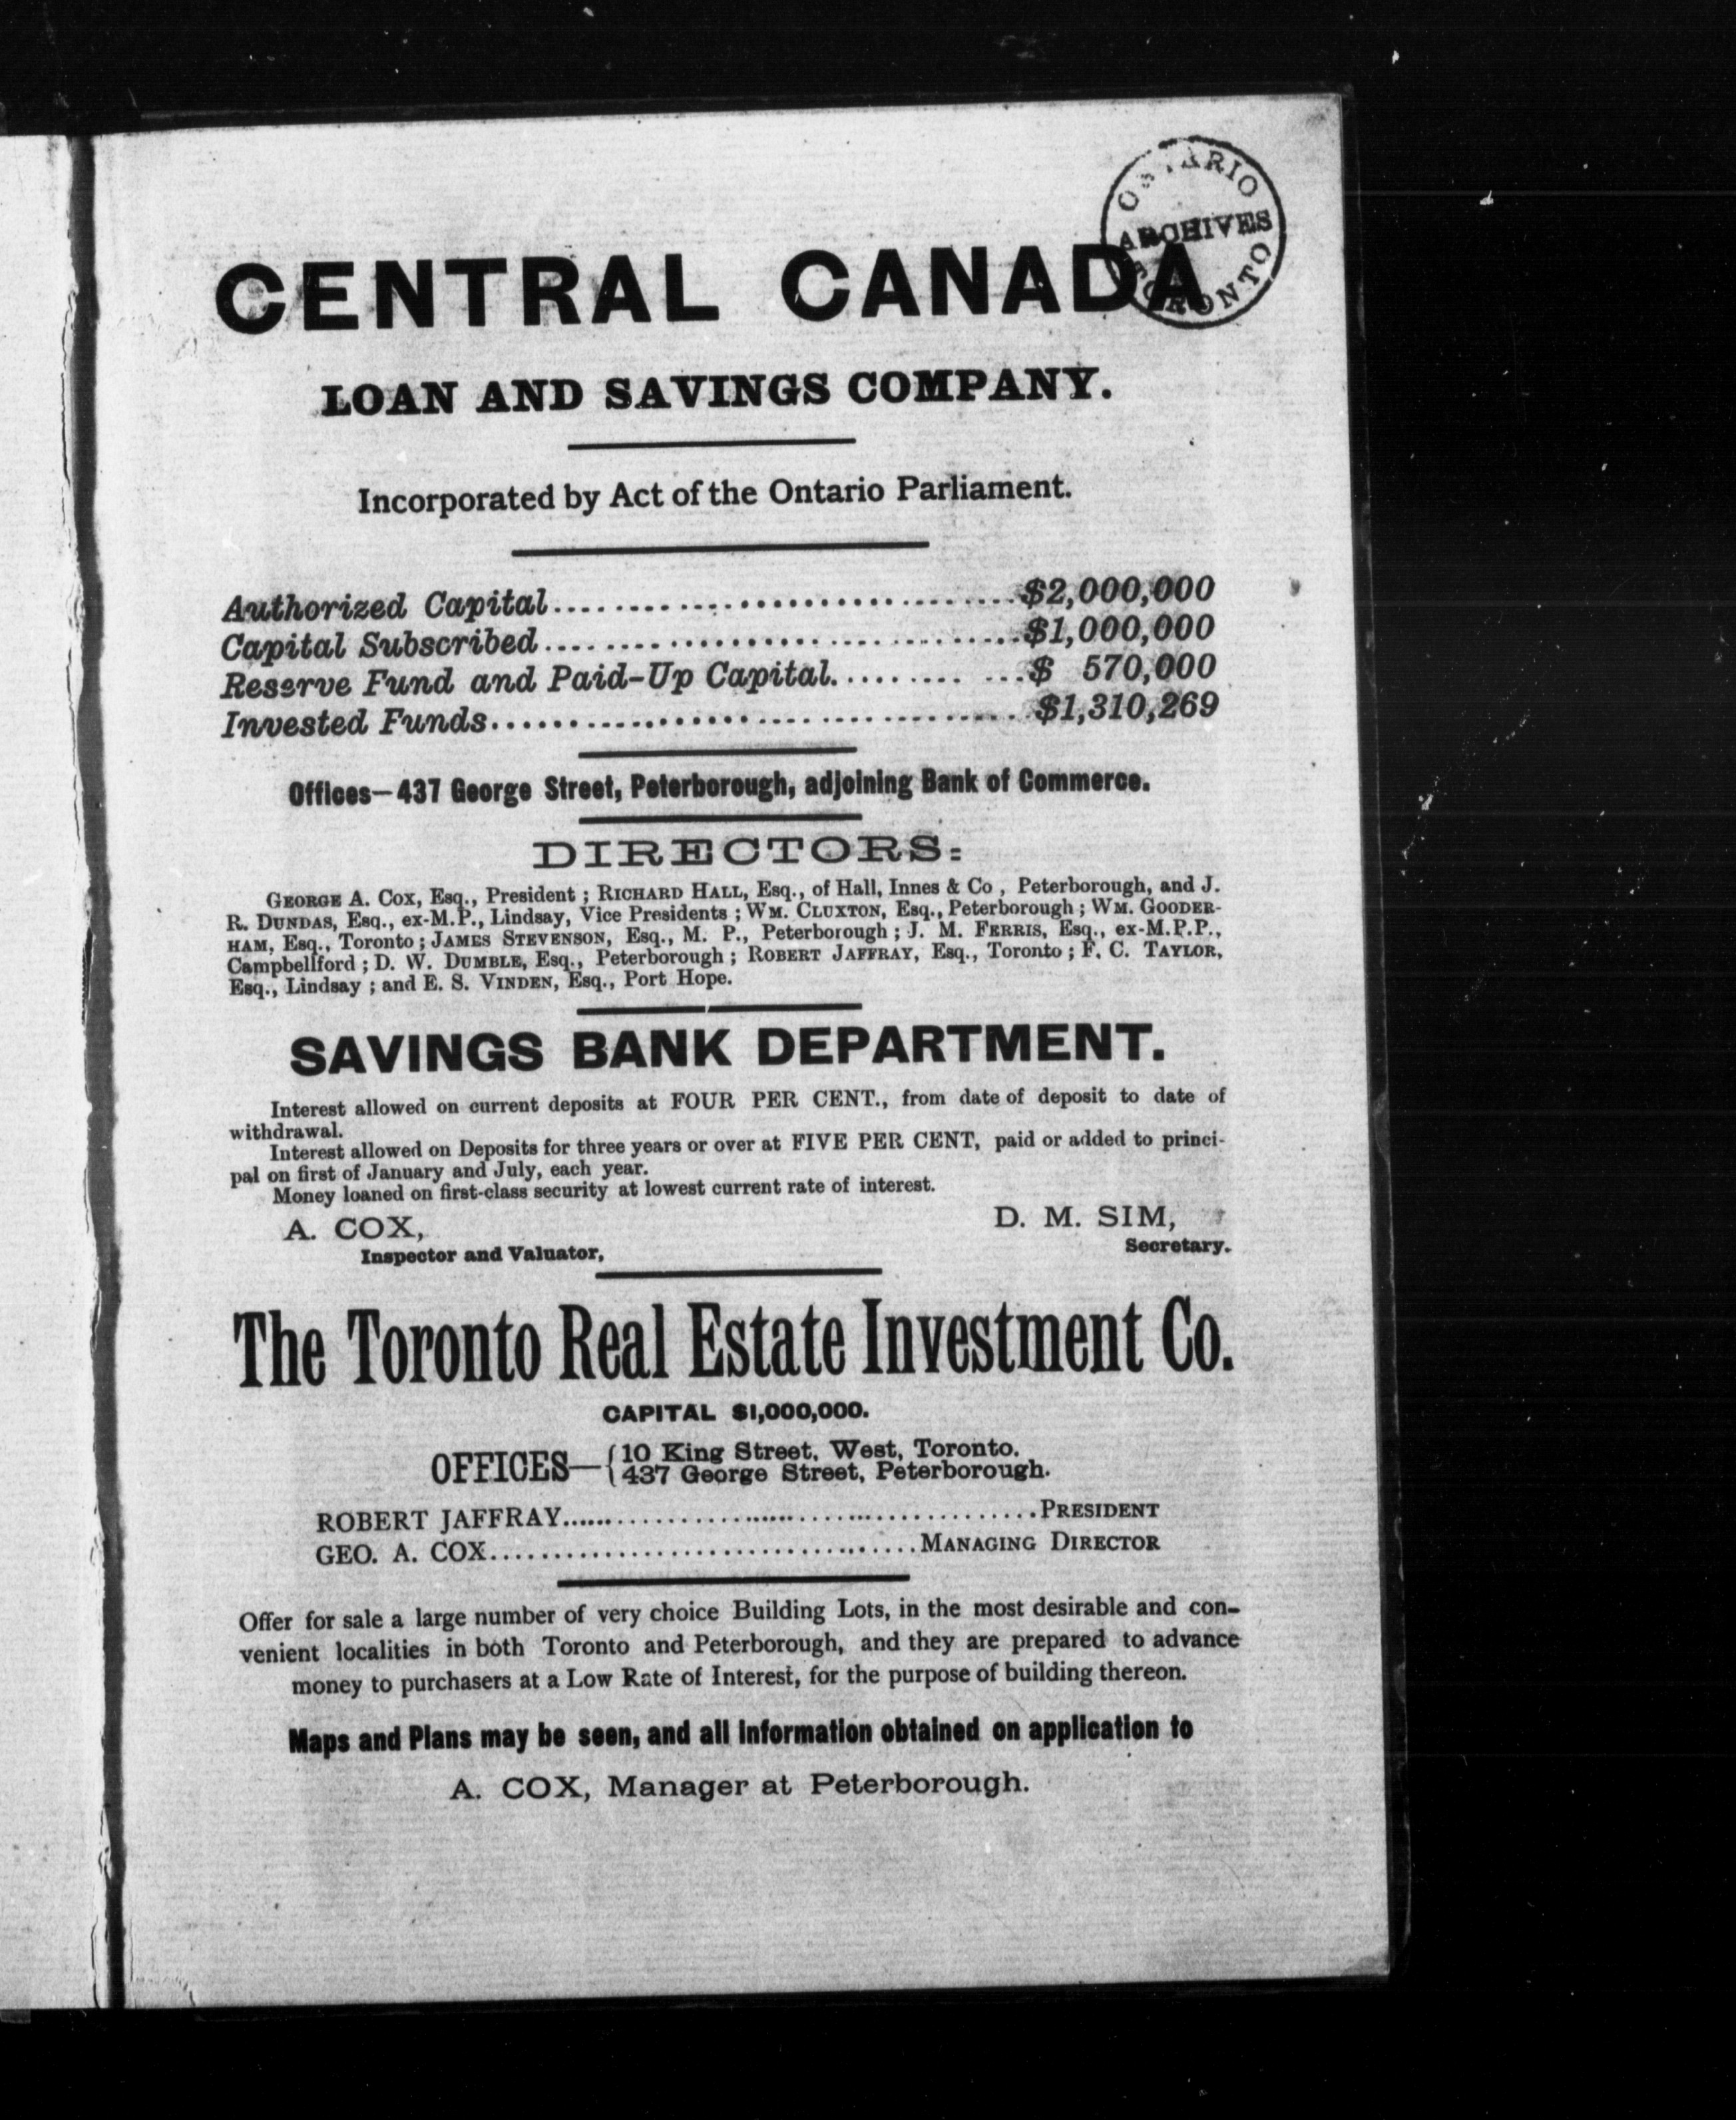 ONTARIO
ARCHIVES
TORONTO
CENTRAL CANADA
LOAN AND SAVINGS COMPANY.
Incorporated by Act of the Ontario Parliament.
Authorized Capital....................................$2,000,000
Capital Subscribed....................................$1,000,000
Reserve Fund and Paid-Up Capital......... ...$ 570,000
Invested Funds....................................$1,310,269
Offices—437 George Street, Peterborough, adjoining Bank of Commerce.
DIRECTORS:
GEORGE A. COX, Esq., President ; RICHARD HALL, Esq., of Hall, Innes & Co , Peterborough, and J.
R. DUNDAS, Esq., ex-M.P., Lindsay, Vice Presidents ; WM. CLUXTON, Esq., Peterborough ; WM. GOODER-
HAM, Esq., Toronto ; JAMES STEVENSON, Esq., M. P., Peterborough ; J. M. FERRIS, Esq., ex-M.P.P.,
Campbellford ; D. W. DUMBLE, Esq., Peterborough ; ROBERT JAFFRAY, Esq., Toronto ; F. C. TAYLOR,
Esq., Lindsay ; and E. S. VINDEN, Esq., Port Hope.
SAVINGS BANK DEPARTMENT.
Interest allowed on current deposits at FOUR PER CENT., from date of deposit to date of
withdrawal.
Interest allowed on Deposits for three years or over at FIVE PER CENT, paid or added to princi-
pal on first of January and July, each year.
Money loaned on first-class security at lowest current rate of interest.
A. COX, D. M. SIM,
Inspector and Valuator, Secretary.
The Toronto Real Estate Investment Co.
CAPITAL $1,000,000.
OFFICES—{10 King Street, West, Toronto.
437 George Street, Peterborough.
ROBERT JAFFRAY....................................PRESIDENT
GEO. A. COX....................................MANAGING DIRECTOR
Offer for sale a large number of very choice Building Lots, in the most desirable and con-
venient localities in both Toronto and Peterborough, and they are prepared to advance
money to purchasers at a Low Rate of Interest, for the purpose of building thereon.
Maps and Plans may be seen, and all information obtained on application to
A. COX, Manager at Peterborough.